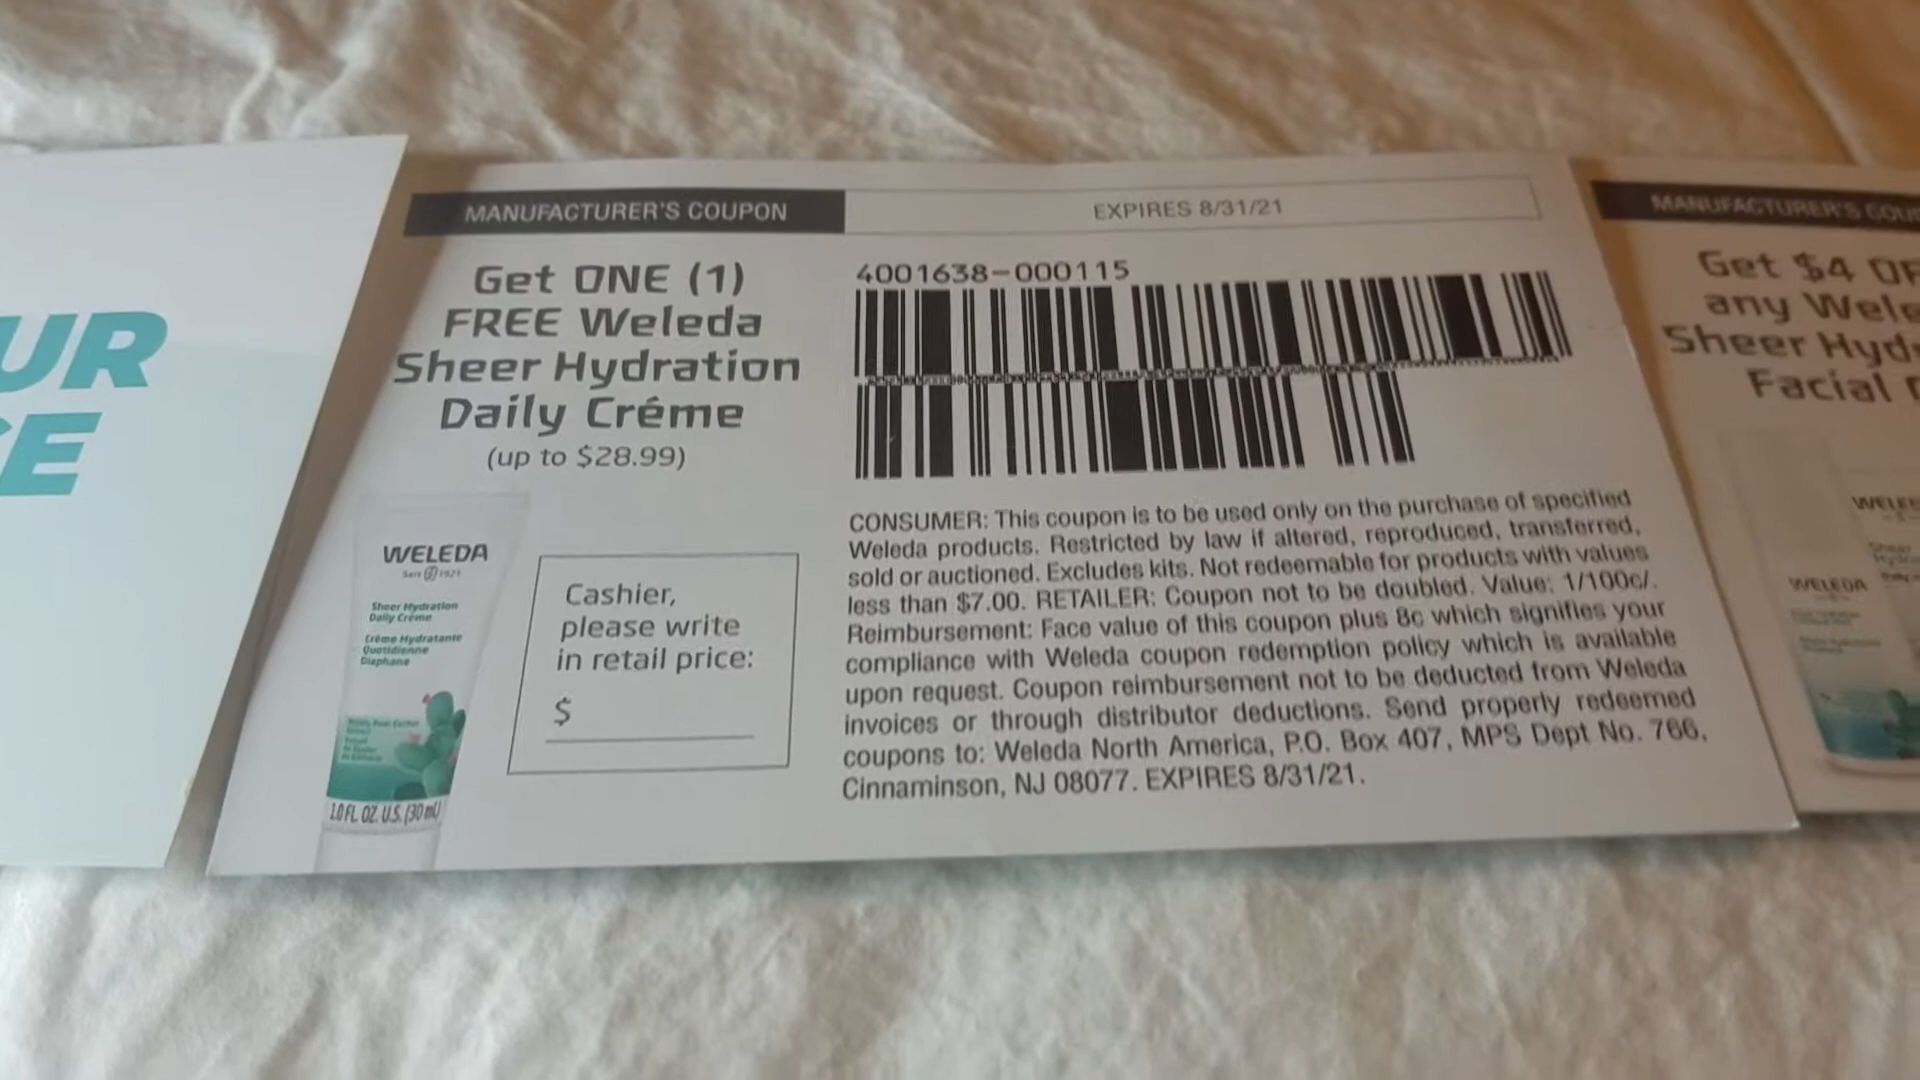 UR
E
MANUFACTURER'S COUPON
EXPIRES 8/31/21
Get ONE (1)
FREE Weleda
Sheer Hydration
Daily Créme
(up to $28.99)
4001638-000115
WELEDA
Since 1921
Sheer Hydration
Daily Crème
Crème Hydratante
Quotidienne
Diaphane
1.0 FL. OZ. U.S. (30 mL)
Cashier,
please write
in retail price:
$
CONSUMER: This coupon is to be used only on the purchase of specified
Weleda products. Restricted by law if altered, reproduced, transferred,
sold or auctioned. Excludes kits. Not redeemable for products with values
less than $7.00. RETAILER: Coupon not to be doubled. Value: 1/100c/.
Reimbursement: Face value of this coupon plus 8c which signifies your
compliance with Weleda coupon redemption policy which is available
upon request. Coupon reimbursement not to be deducted from Weleda
invoices or through distributor deductions. Send properly redeemed
coupons to: Weleda North America, P.O. Box 407, MPS Dept No. 766,
Cinnaminson, NJ 08077. EXPIRES 8/31/21.
MANUFACTURER'S COU
Get $4 OF
any Wele
Sheer Hyd
Facial
WELE
WELEDA